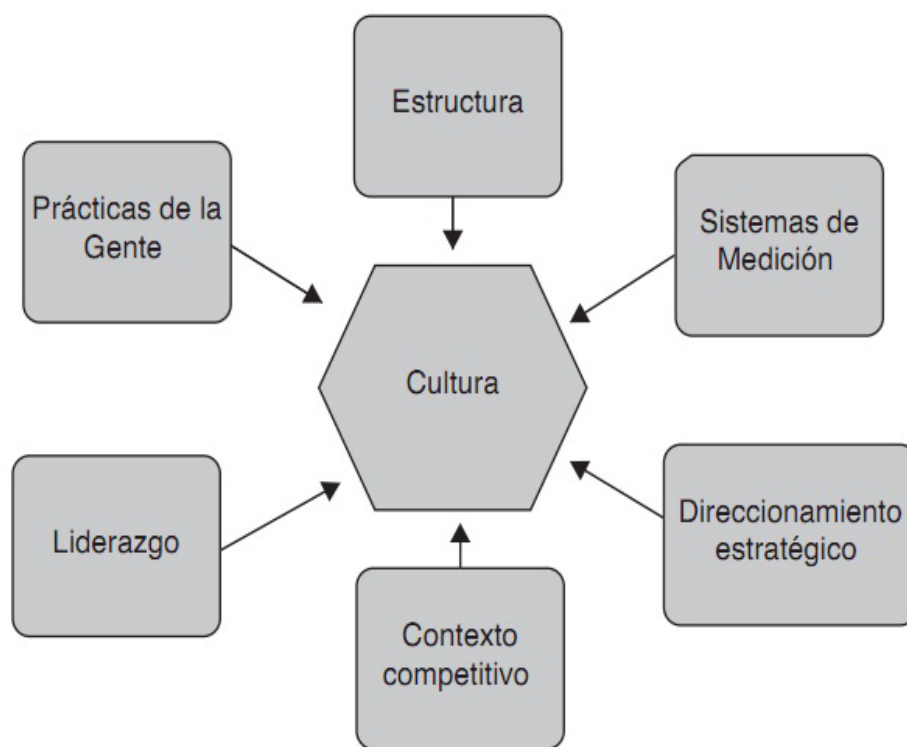 Estructura
Prácticas de la
Gente
Sistemas de
Medición
Cultura
Liderazgo
Direccionamiento
estratégico
Contexto
competitivo